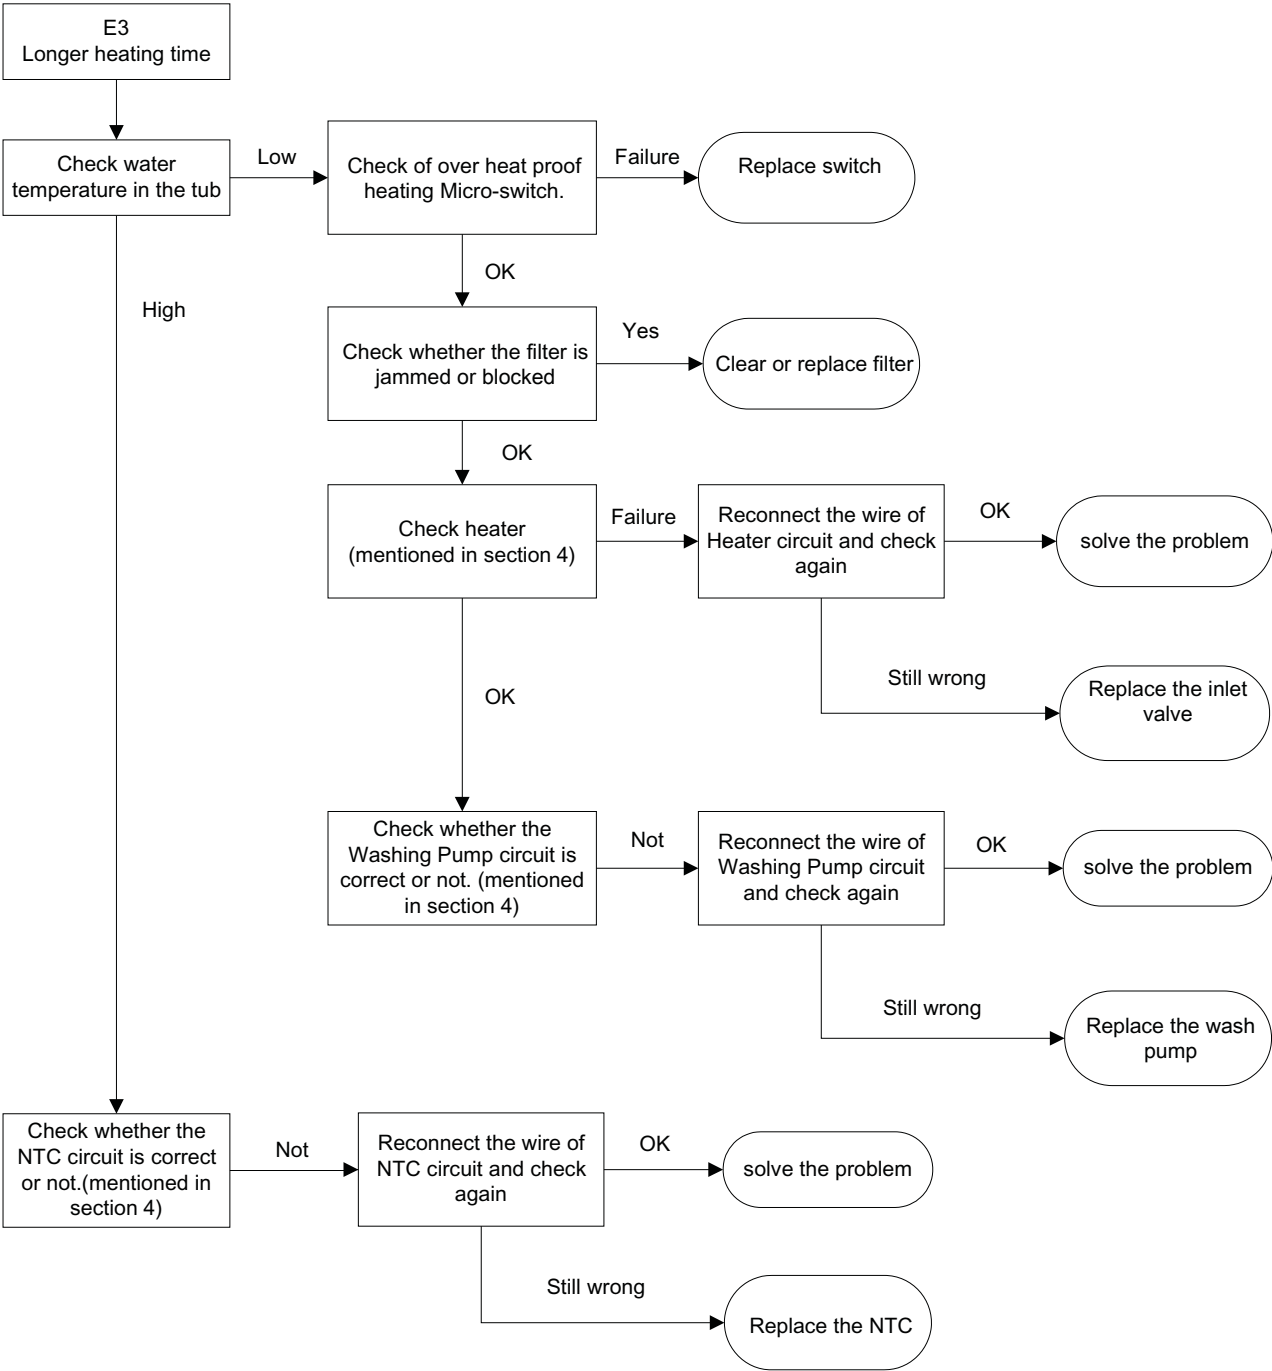 E3
Longer heating time
Check water
temperature in the tub
Low
Check of over heat proof
heating Micro-switch.
Failure
Replace switch
OK
High
Check whether the filter is
jammed or blocked
Yes
Clear or replace filter
OK
Check heater
(mentioned in section 4)
Failure
Reconnect the wire of
Heater circuit and check
again
OK
solve the problem
Still wrong
Replace the inlet
valve
OK
Check whether the
Washing Pump circuit is
correct or not. (mentioned
in section 4)
Not
Reconnect the wire of
Washing Pump circuit
and check again
OK
solve the problem
Still wrong
Replace the wash
pump
Check whether the
NTC circuit is correct
or not.(mentioned in
section 4)
Not
Reconnect the wire of
NTC circuit and check
again
OK
solve the problem
Still wrong
Replace the NTC